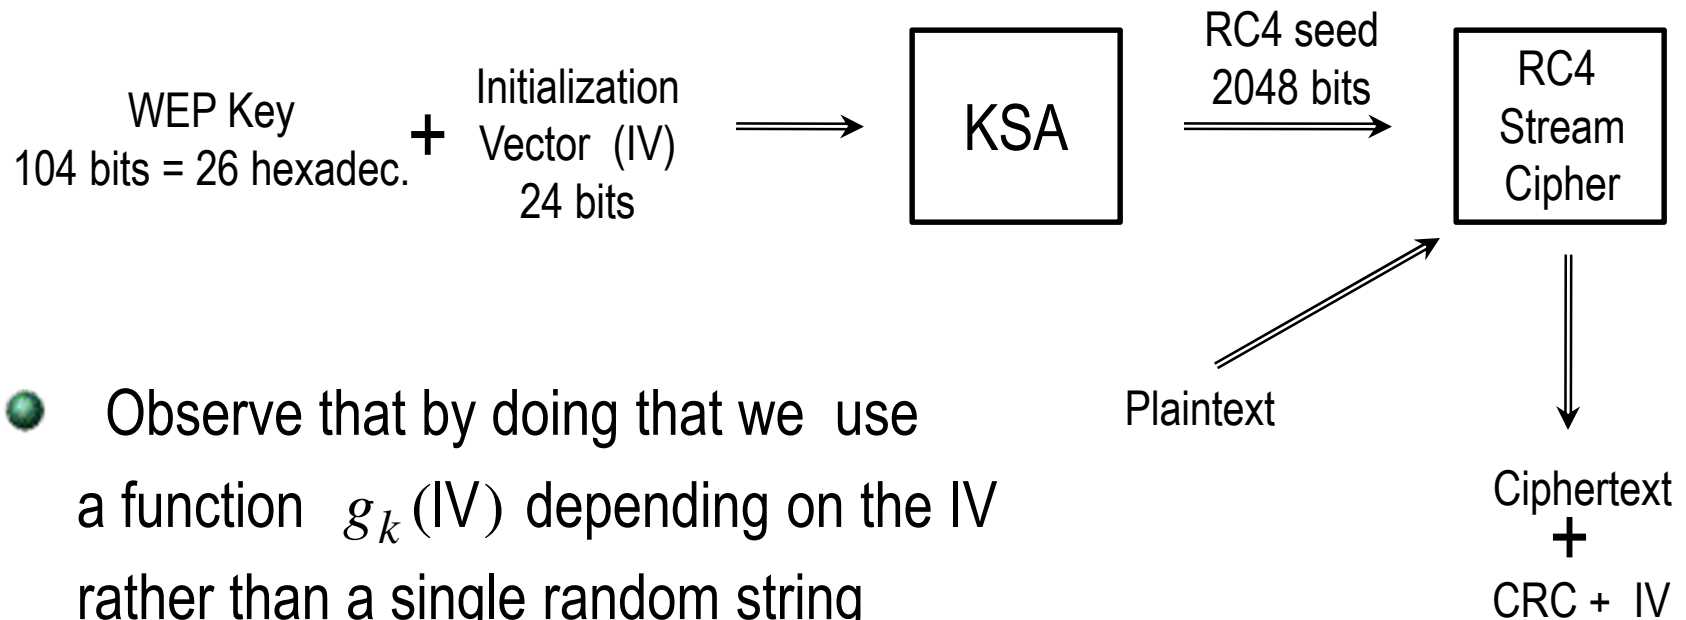 WEP Key
104 bits = 26 hexadec.
+
Initialization
Vector (IV)
24 bits
KSA
RC4 seed
2048 bits
RC4
Stream
Cipher
Plaintext
Ciphertext
+
CRC + IV
Observe that by doing that we use
a function g_k(IV) depending on the IV
rather than a single random string